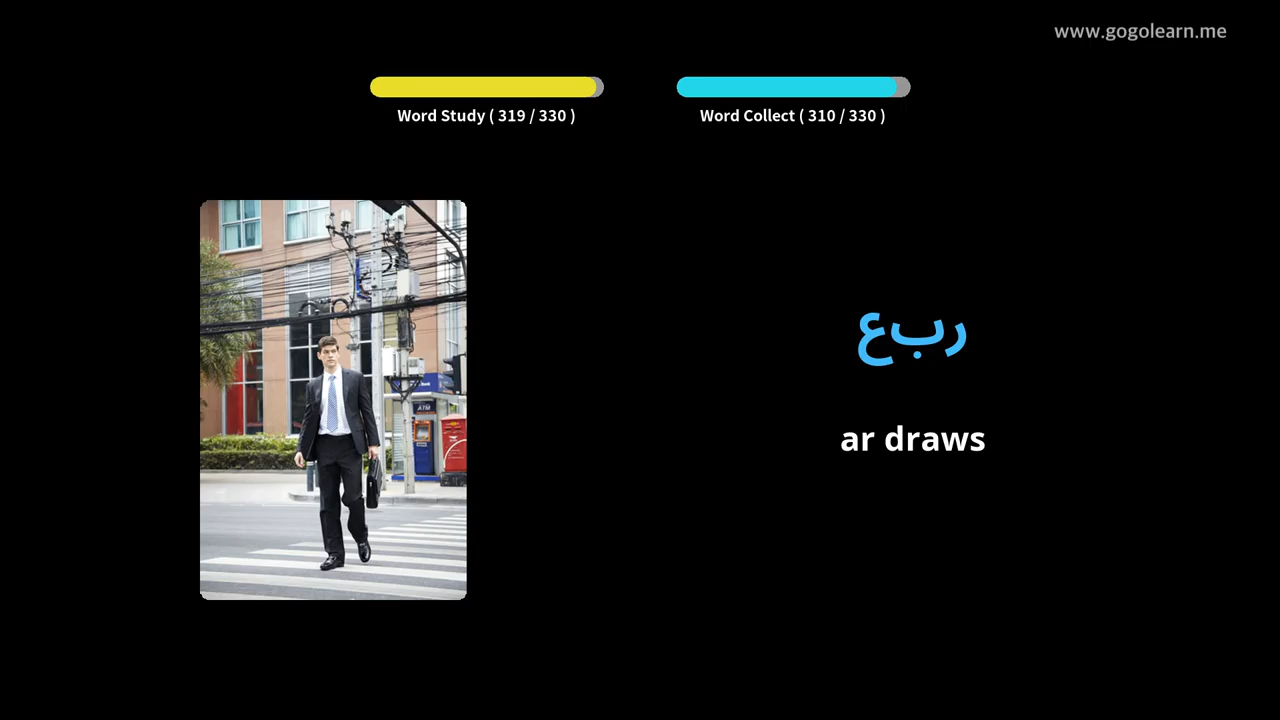 www.gogolearn.me
Word Study ( 319 / 330 )
Word Collect ( 310 / 330 )
ربع
ar draws
ATM